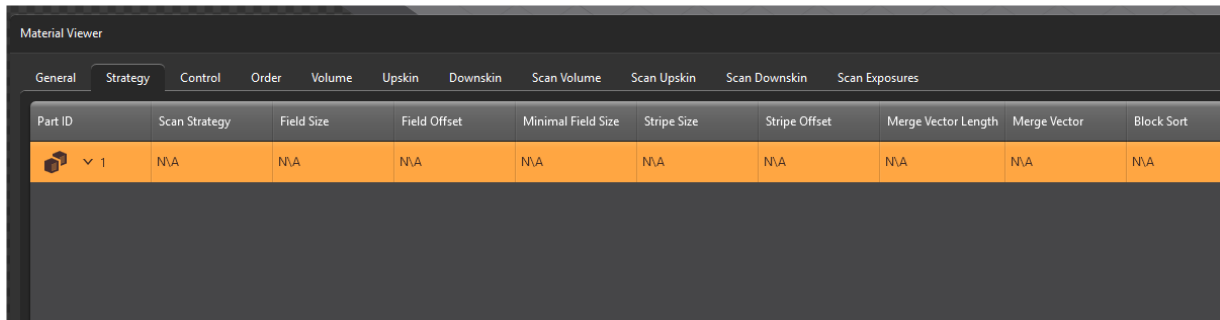 Material Viewer
General Strategy Control Order Volume Upskin Downskin Scan Volume Scan Upskin Scan Downskin Scan Exposures
Part ID Scan Strategy Field Size Field Offset Minimal Field Size Stripe Size Stripe Offset Merge Vector Length Merge Vector Block Sort
1 N\A N\A N\A N\A N\A N\A N\A N\A N\A